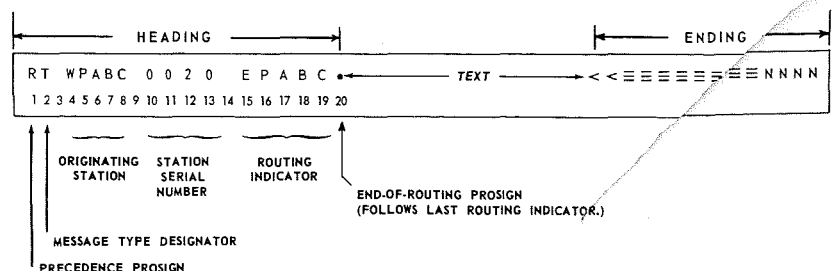 HEADING ENDING
RT WPABC 0020 EPABC. TEXT <<≡≡≡≡≡≡≡≡≡NNNN
1 2 3 4 5 6 7 8 9 10 11 12 13 14 15 16 17 18 19 20
ORIGINATING STATION
STATION SERIAL NUMBER
ROUTING INDICATOR
END-OF-ROUTING PROSIGN
(FOLLOWS LAST ROUTING INDICATOR.)
MESSAGE TYPE DESIGNATOR
PRECEDENCE PROSIGN